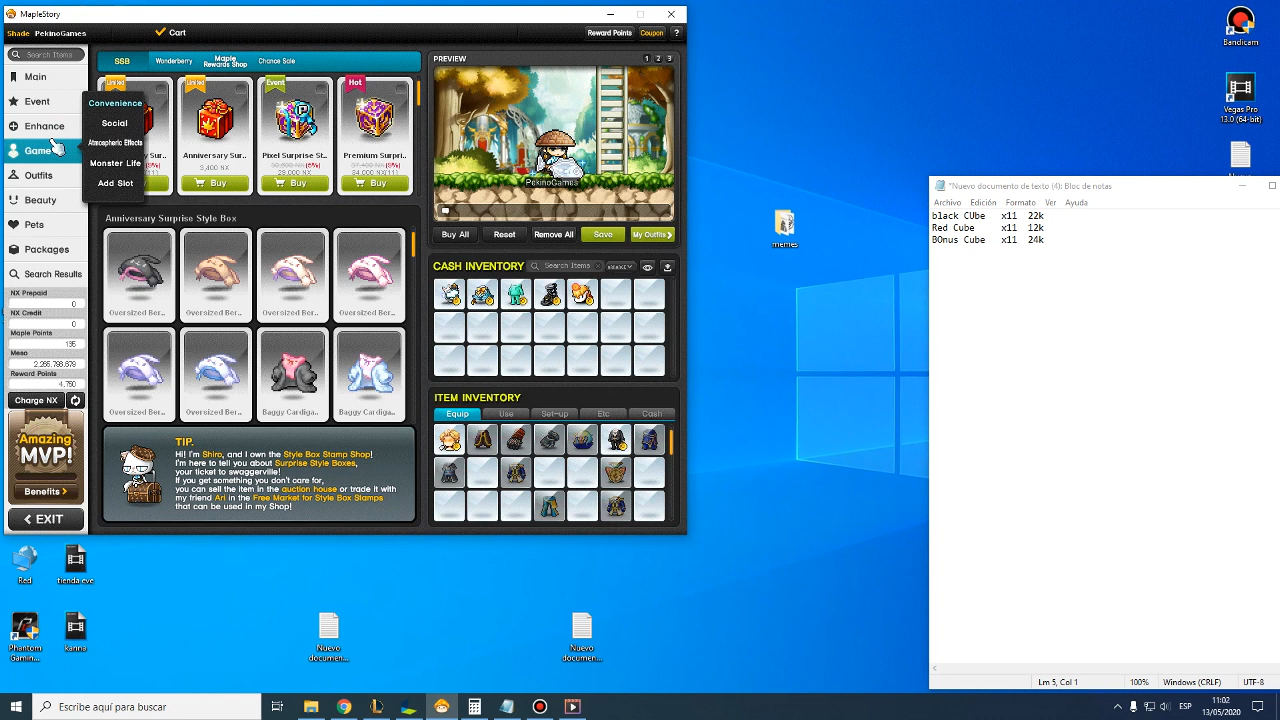 MapleStory
Shade PekinoGames
Cart
Reward Points
Coupon
?
Search Items
Main
Event
Enhance
Game
Outfits
Beauty
Pets
Packages
Search Results
Convenience
Social
Atmospheric Effects
Monster Life
Add Slot
NX Prepaid
0
NX Credit
0
Maple Points
135
Meso
Reward Points
4,750
Charge NX
Amazing
MVP!
Benefits
EXIT
SSB
Wonderberry
Maple
Rewards Shop
Chance Sale
Limited
Limited
Event
Hot
Anniversary Sur...
3,400 NX
Buy
Pixel Surprise St...
Buy
Premium Surpri...
Buy
Anniversary Surprise Style Box
Oversized Ber...
Oversized Ber...
Oversized Ber...
Oversized Ber...
Oversized Ber...
Oversized Ber...
Baggy Cardiga...
Baggy Cardiga...
TIP.
Hi! I'm Shiro, and I own the Style Box Stamp Shop!
I'm here to tell you about Surprise Style Boxes,
your ticket to swaggerville!
If you get something you don't care for,
you can sell the item in the auction house or trade it with
my friend Ari in the Free Market for Style Box Stamps
that can be used in my Shop!
PREVIEW
1 2 3
PekinoGames
Buy All
Reset
Remove All
Save
My Outfits
CASH INVENTORY
Search Items
ITEM INVENTORY
Equip
Use
Set-up
Etc
Cash
memes
Bandicam
Vegas Pro
13.0 (64-bit)
*Nuevo documento de texto (4): Bloc de notas
Archivo Edición Formato Ver Ayuda
black CUbe x11 22k
Red Cube x11 12k
BOnus Cube x11 24k
Lm 5, Col 1
100%
Windows (CRLF)
UTF-8
Red
tienda eve
Phantom
Gamin...
kanna
Nuevo
documen...
Nuevo
documen...
Escribe aquí para buscar
ESP
11:02
13/05/2020